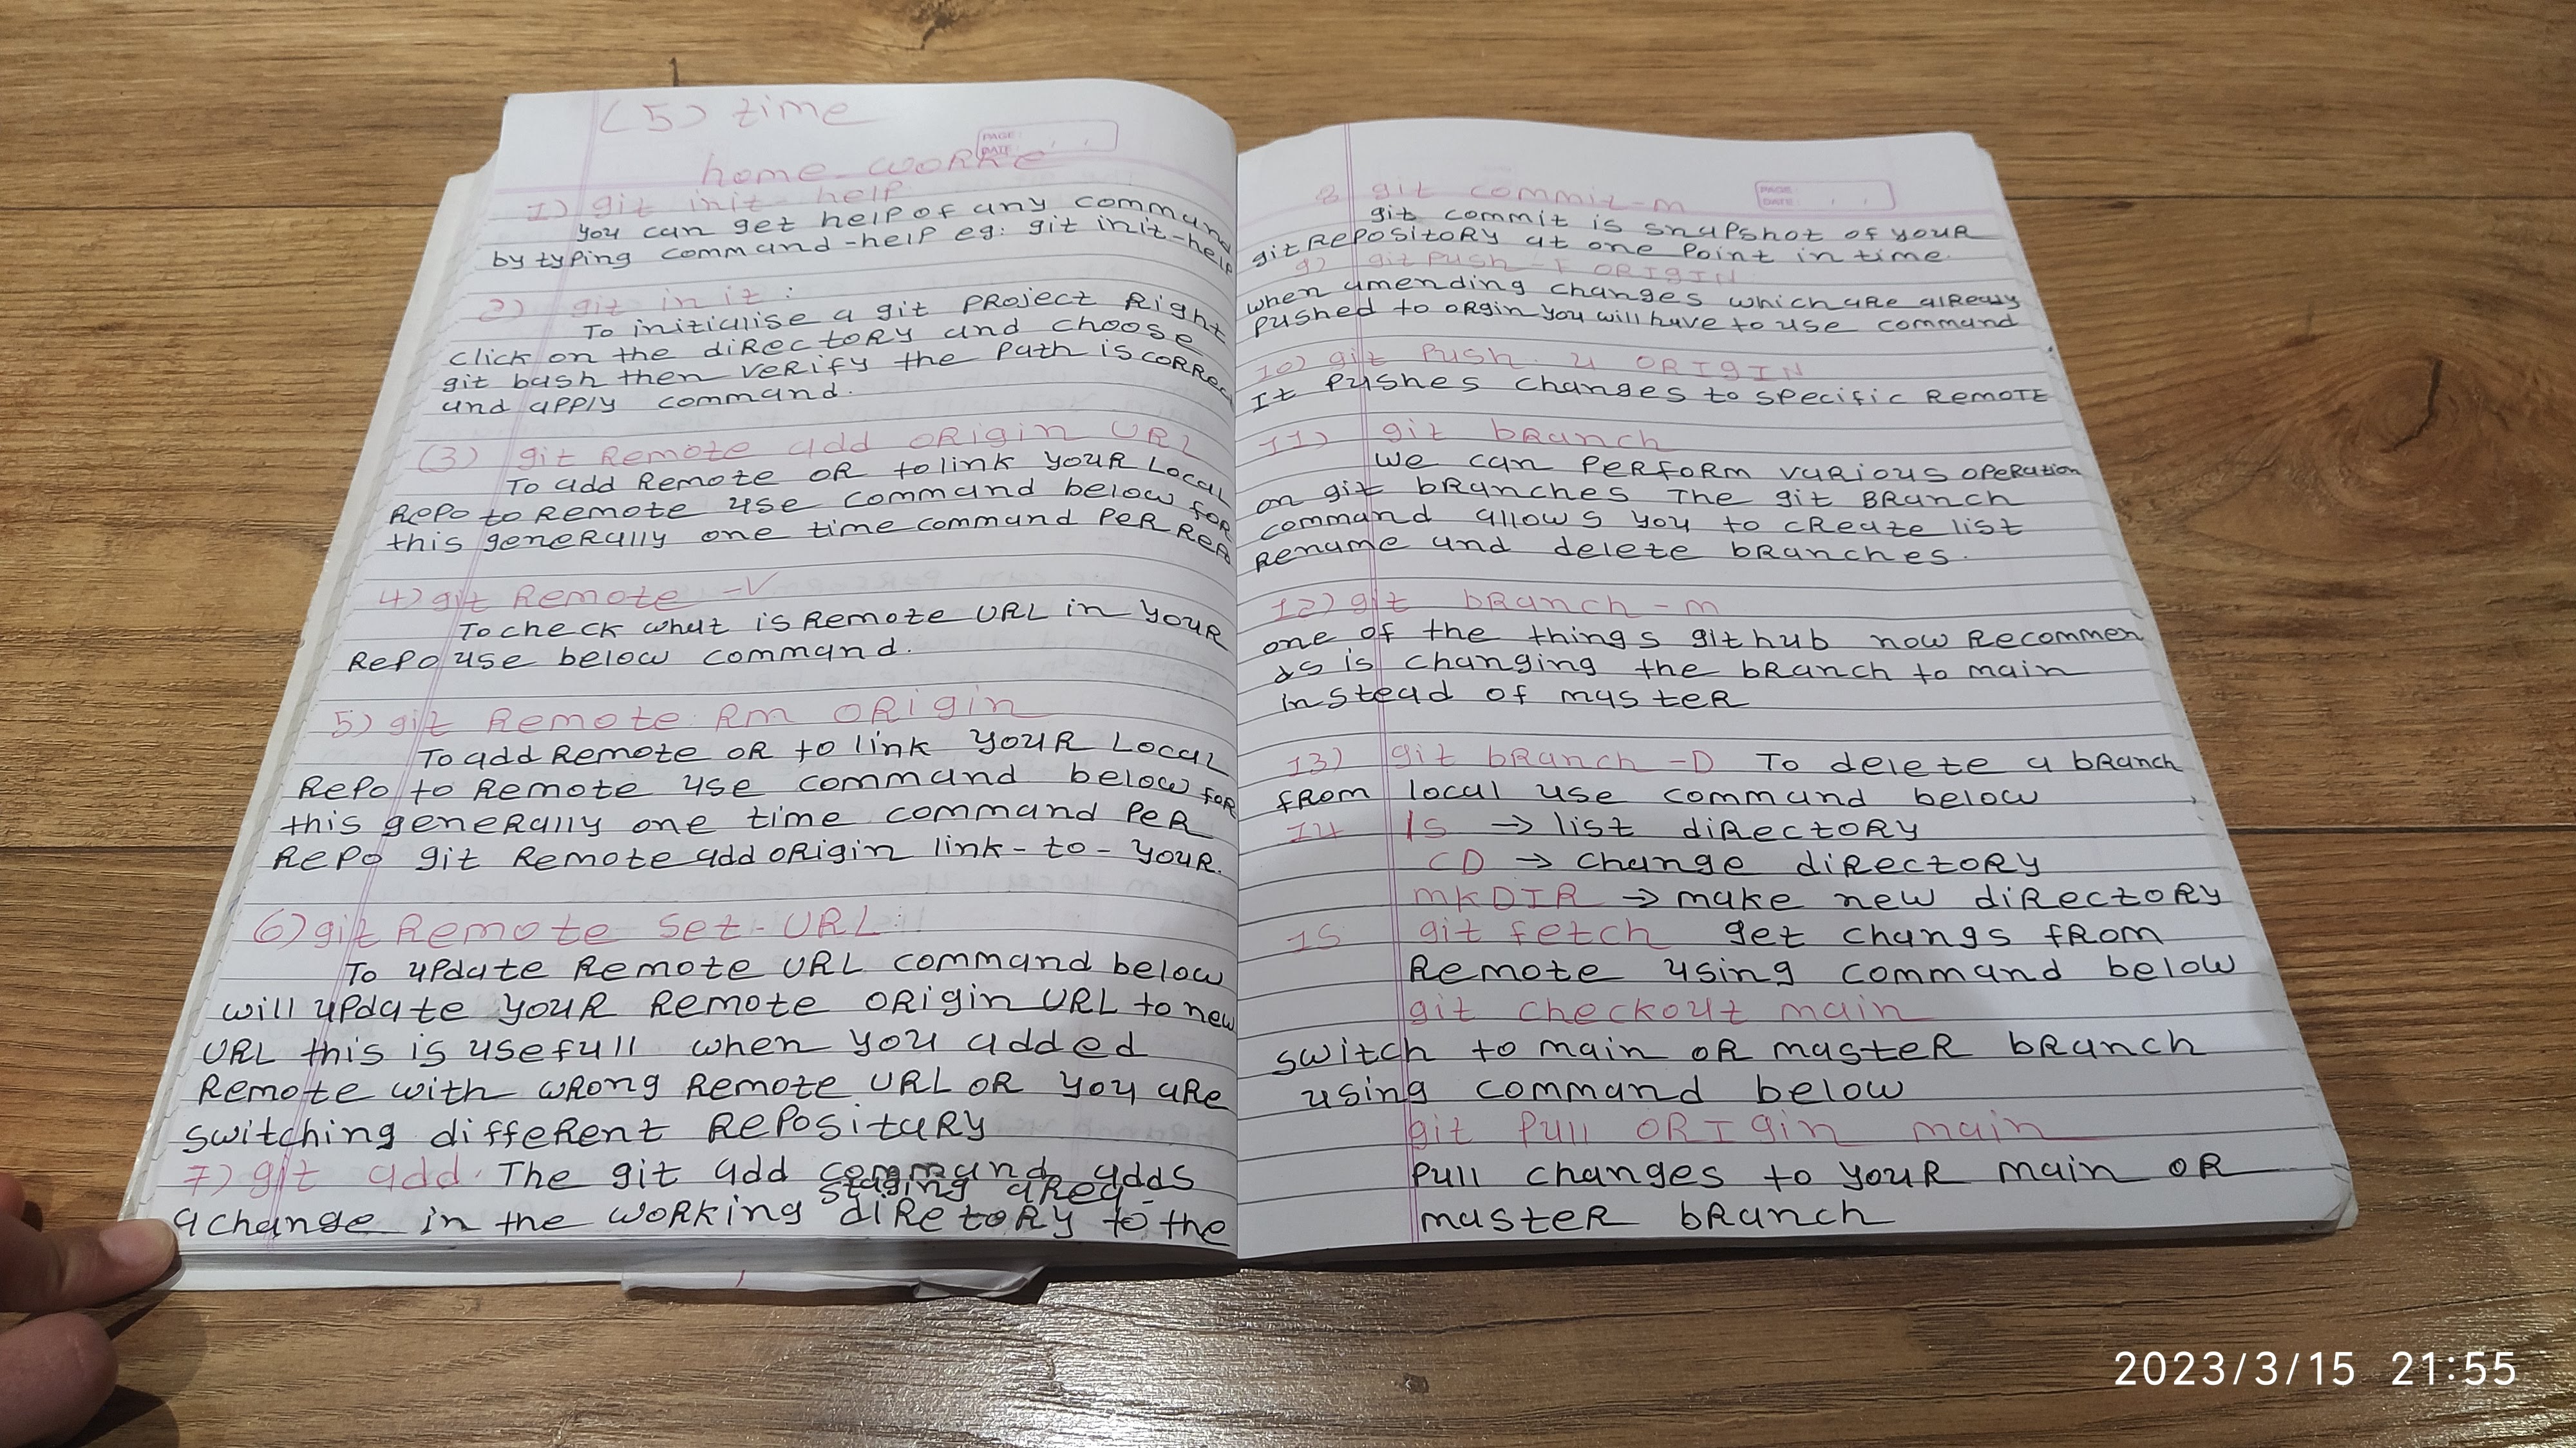 (5) time
PAGE:
DATE:
home-worke
1) git init-help
you can get help of any command
by typing command-help eg: git init-help
2) git init:
To initialise a git project Right
click on the directory and choose
git bash then verify the path is correc
and apply command.
(3) git Remote add origin URL
To add Remote or to link your Local
Repo to Remote use command below for
this generally one time command per Rep
4) git Remote -V
To check what is Remote URL in your
Repo use below command.
5) git Remote Rm origin
To add Remote or to link your Local
Repo to Remote use command below for
this generally one time command per
Repo git Remote add origin link-to-your.
6) git Remote set-URL:
To update Remote URL command below
will update your Remote origin URL to new
URL this is usefull when you added
Remote with wrong Remote URL or you are
switching different Repositary
7) git add. The git add command adds
staging area-
a change in the working diretory to the
8 git commit-m
PAGE:
DATE:
git commit is snapshot of your
git Repository at one point in time.
9) git Push -F ORIGIN
when amending changes which are already
pushed to orgin you will have to use command
10) git Push. u ORIGIN
It pushes changes to specific REMOTE
11) git branch
We can perform various operation
on git branches The git Branch
command allows you to create list
Rename and delete branches.
12) git branch-m
one of the things github now Recommen
ds is changing the branch to main
instead of master
13) git branch -D To delete a branch
from local use command below
14 ls → list directory
CD → change directory
mKDIR → make new directory
15 git fetch get changs from
Remote using command below
git checkout main
switch to main or master branch
using command below
git Pull ORIgin main
Pull changes to your main or
master branch
2023/3/15 21:55